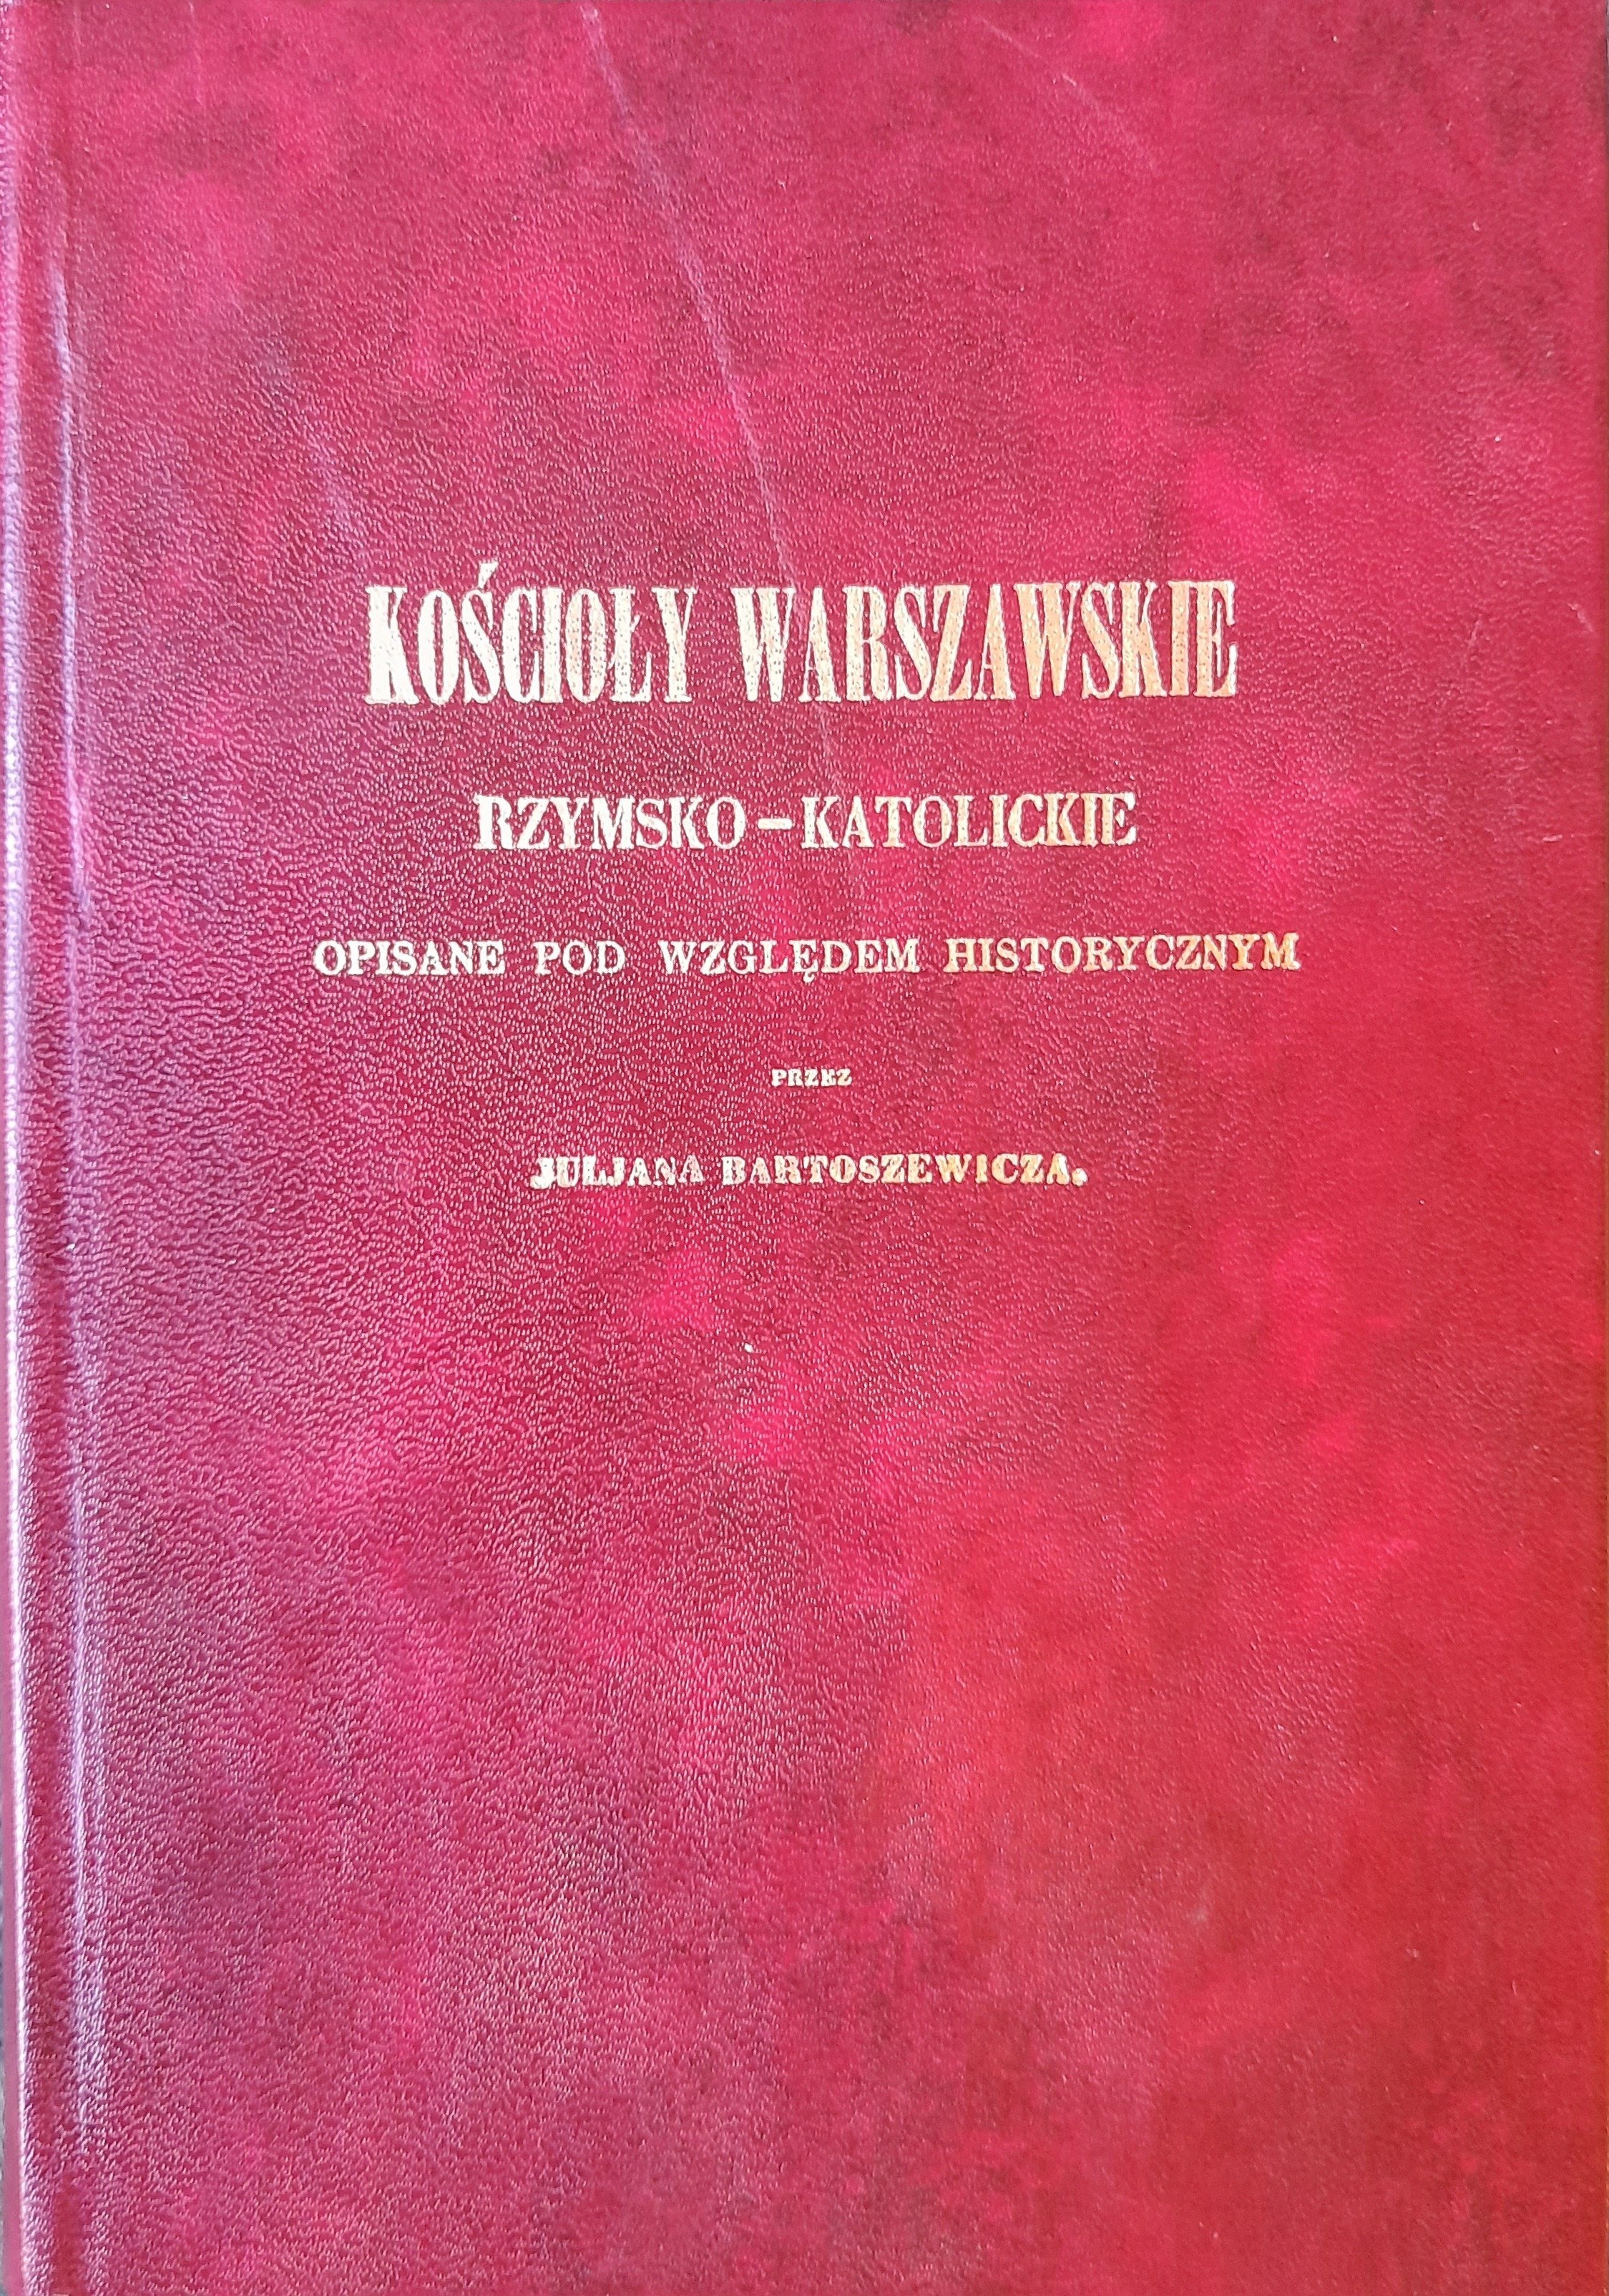 KOŚCIOŁY WARSZAWSKIE
RZYMSKO-KATOLICKIE
OPISANE POD WZGLĘDEM HISTORYCZNYM
PRZEZ
JULJANA BARTOSZEWICZA.